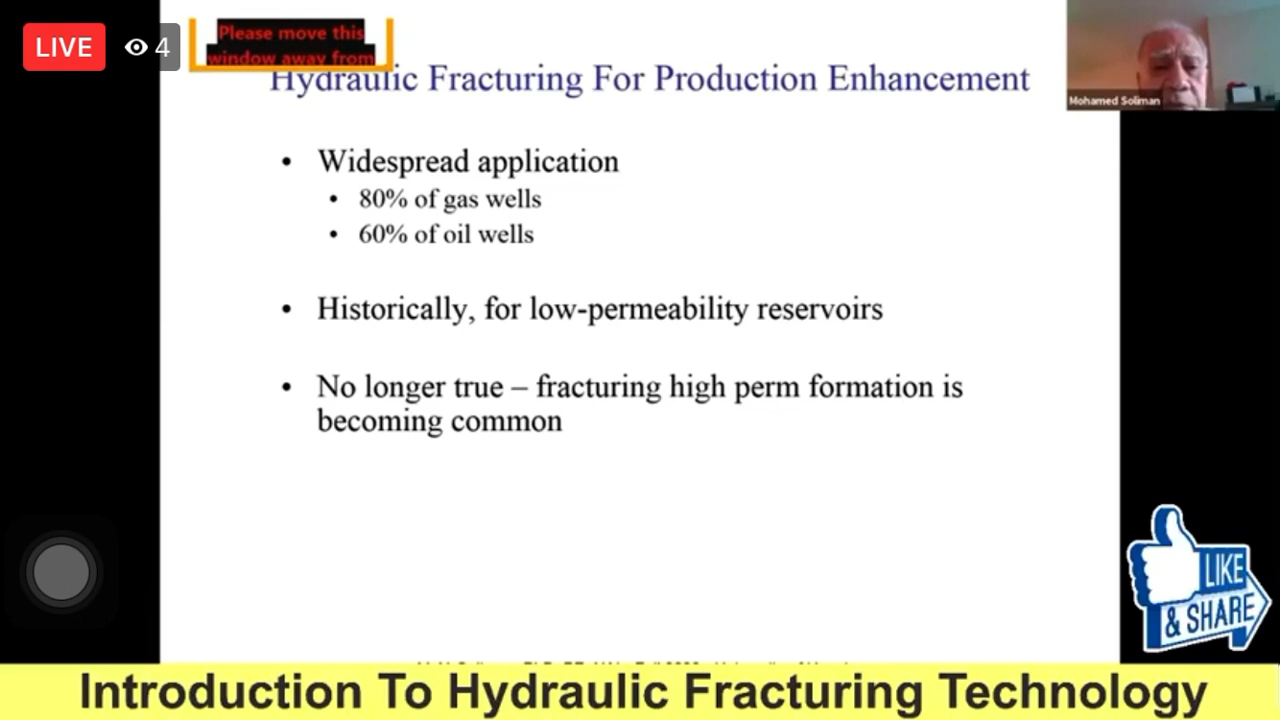 LIVE
4
Please move this
window away from
Hydraulic Fracturing For Production Enhancement
Mohamed Soliman
• Widespread application
• 80% of gas wells
• 60% of oil wells
• Historically, for low-permeability reservoirs
• No longer true – fracturing high perm formation is
becoming common
LIKE
& SHARE
Introduction To Hydraulic Fracturing Technology